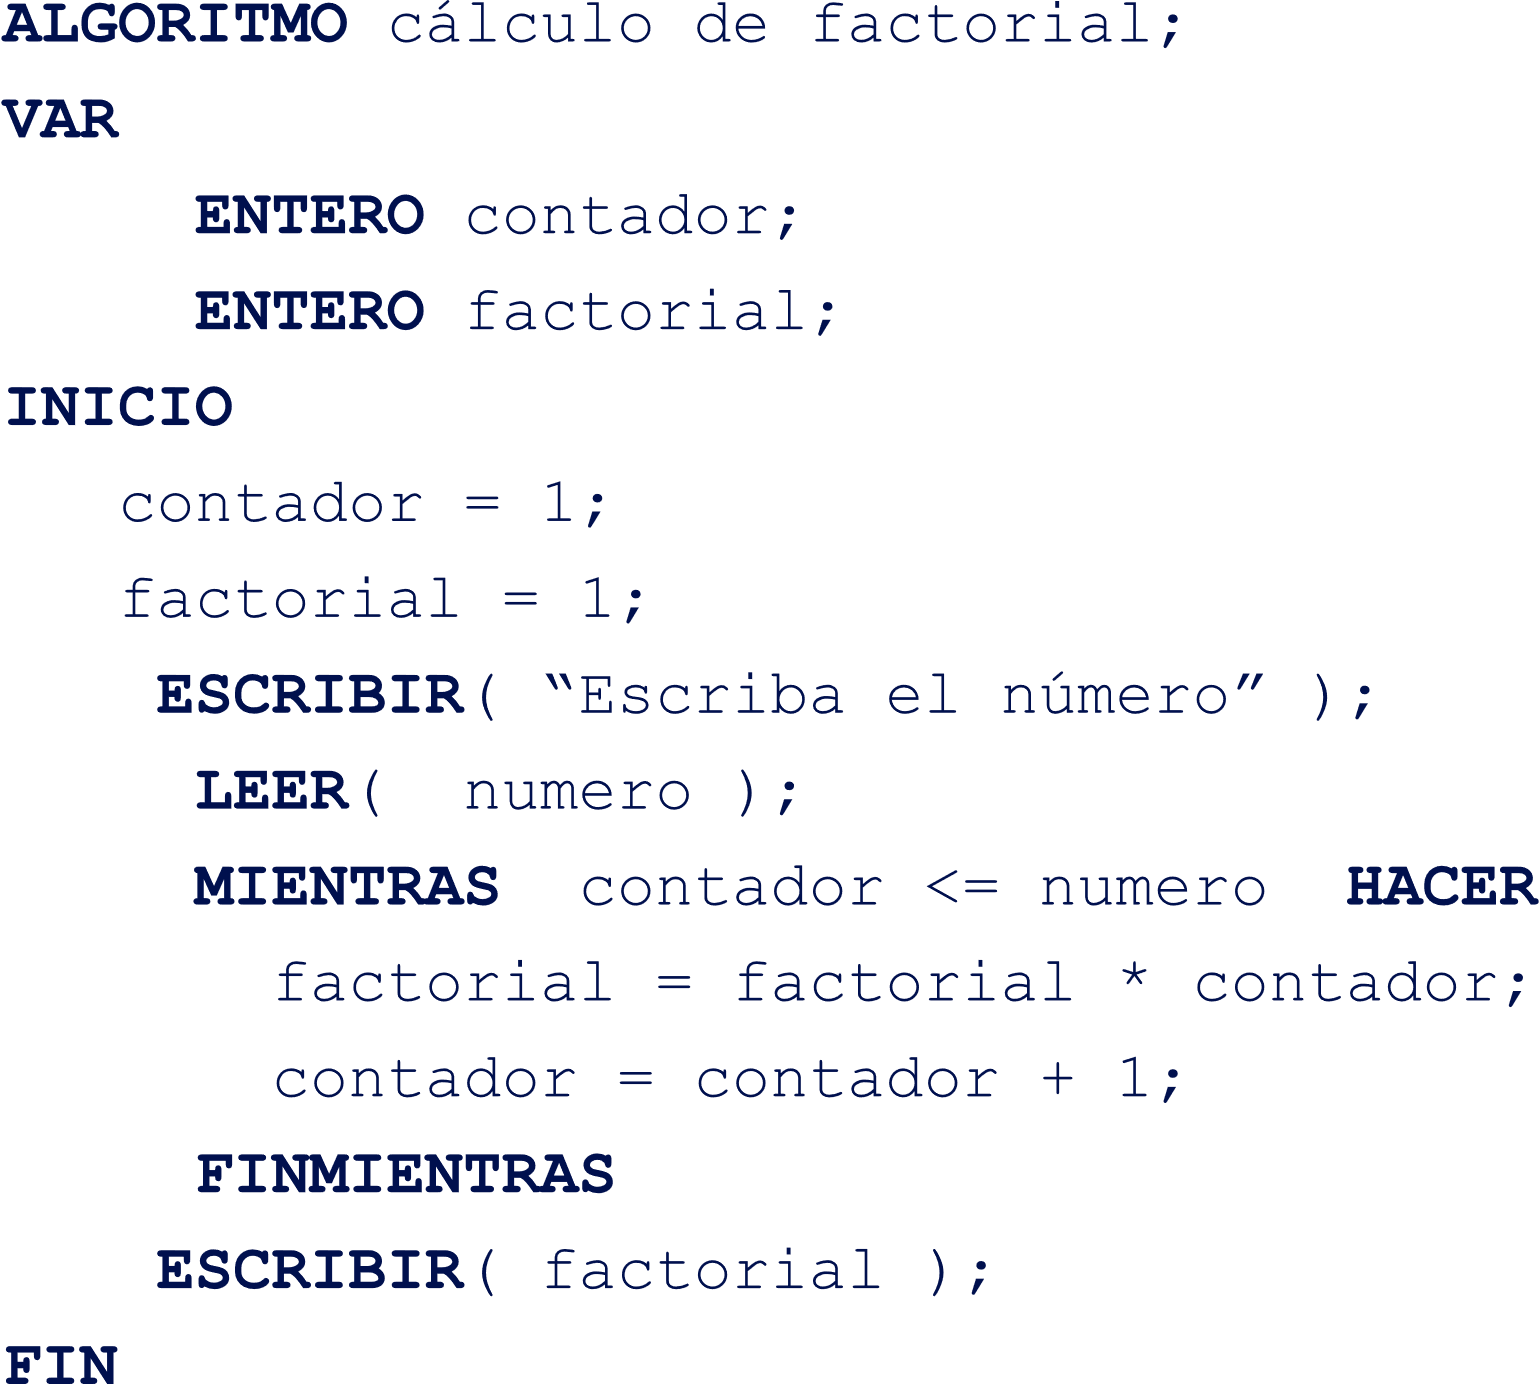 ALGORITMO cálculo de factorial;
VAR
ENTERO contador;
ENTERO factorial;
INICIO
contador = 1;
factorial = 1;
ESCRIBIR( “Escriba el número” );
LEER(  numero );
MIENTRAS  contador <= numero  HACER
factorial = factorial * contador;
contador = contador + 1;
FINMIENTRAS
ESCRIBIR( factorial );
FIN